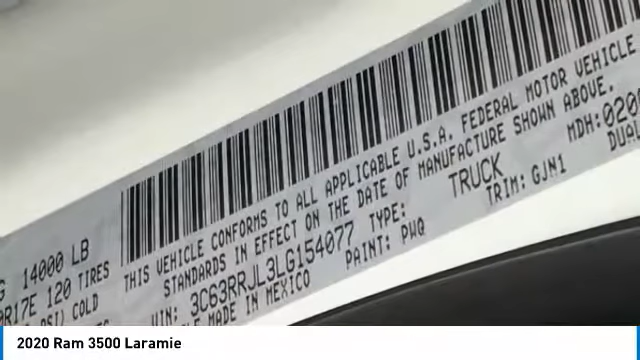 G 14000 LB
0R17E 120 TIRES
PSI) COLD
THIS VEHICLE CONFORMS TO ALL APPLICABLE U.S.A. FEDERAL MOTOR VEHICLE
STANDARDS IN EFFECT ON THE DATE OF MANUFACTURE SHOWN ABOVE.
VIN: 3C63RRJL3LG154077 TYPE: TRUCK
MDH: 020
LE MADE IN MEXICO
PAINT: PWQ
TRIM: GJN1
DUAL
2020 Ram 3500 Laramie